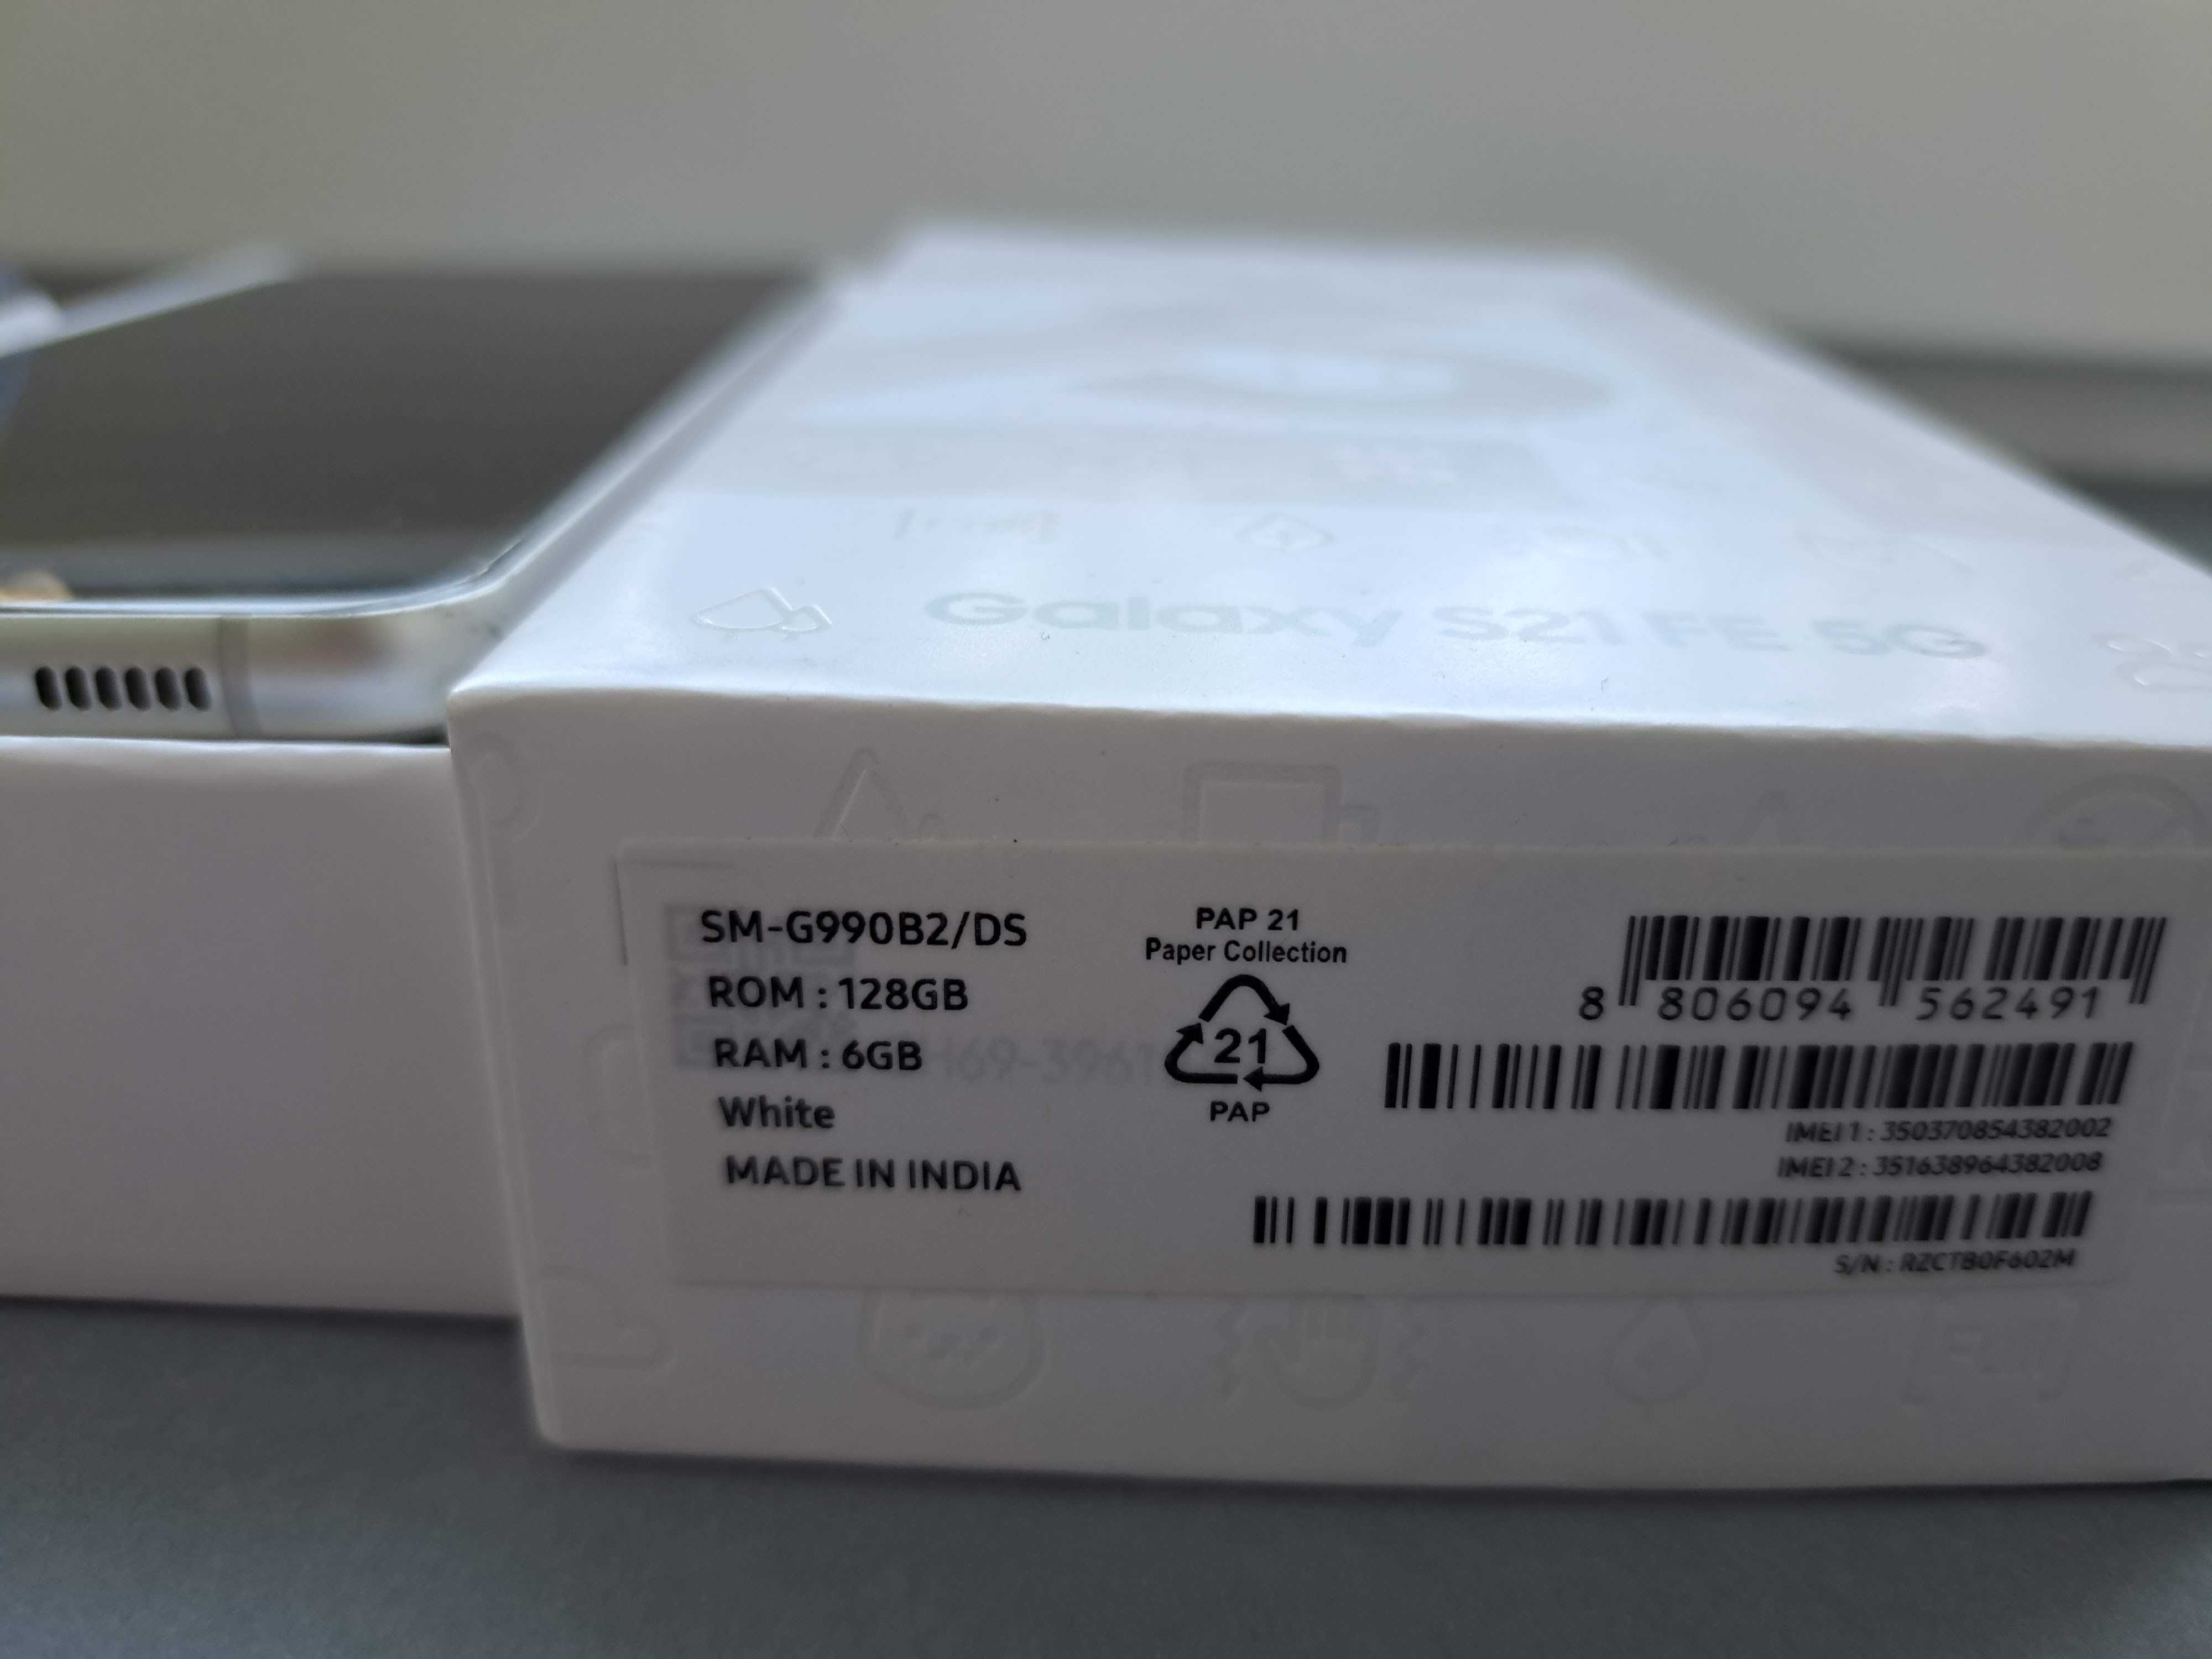 Galaxy S21 FE 5G
SM-G990B2/DS
ROM : 128GB
RAM : 6GB
White
MADE IN INDIA
PAP 21
Paper Collection
21
PAP
8 806094 562491
IMEI 1 : 350370854382002
IMEI 2 : 351638964382008
S/N : RZCTB0F602M